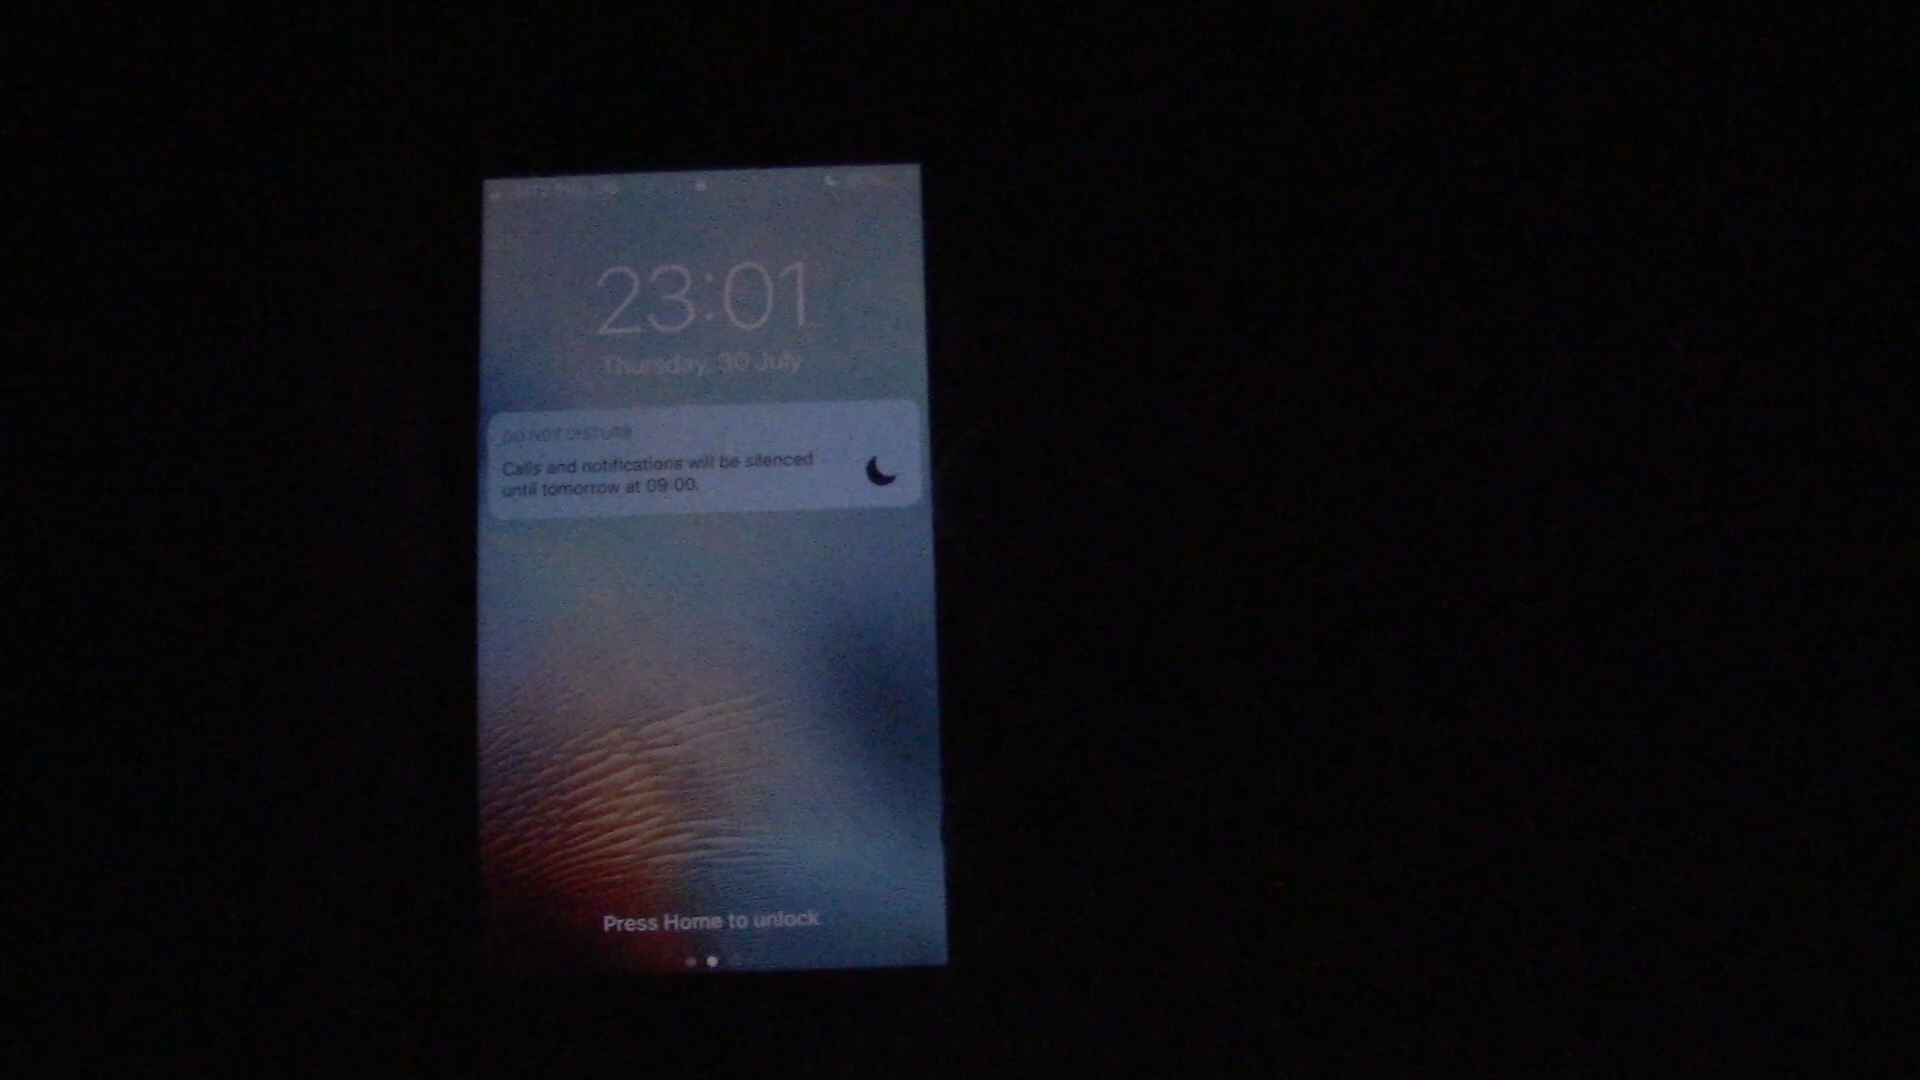 23:01
Thursday, 30 July
DO NOT DISTURB
Calls and notifications will be silenced
until tomorrow at 09:00.
Press Home to unlock